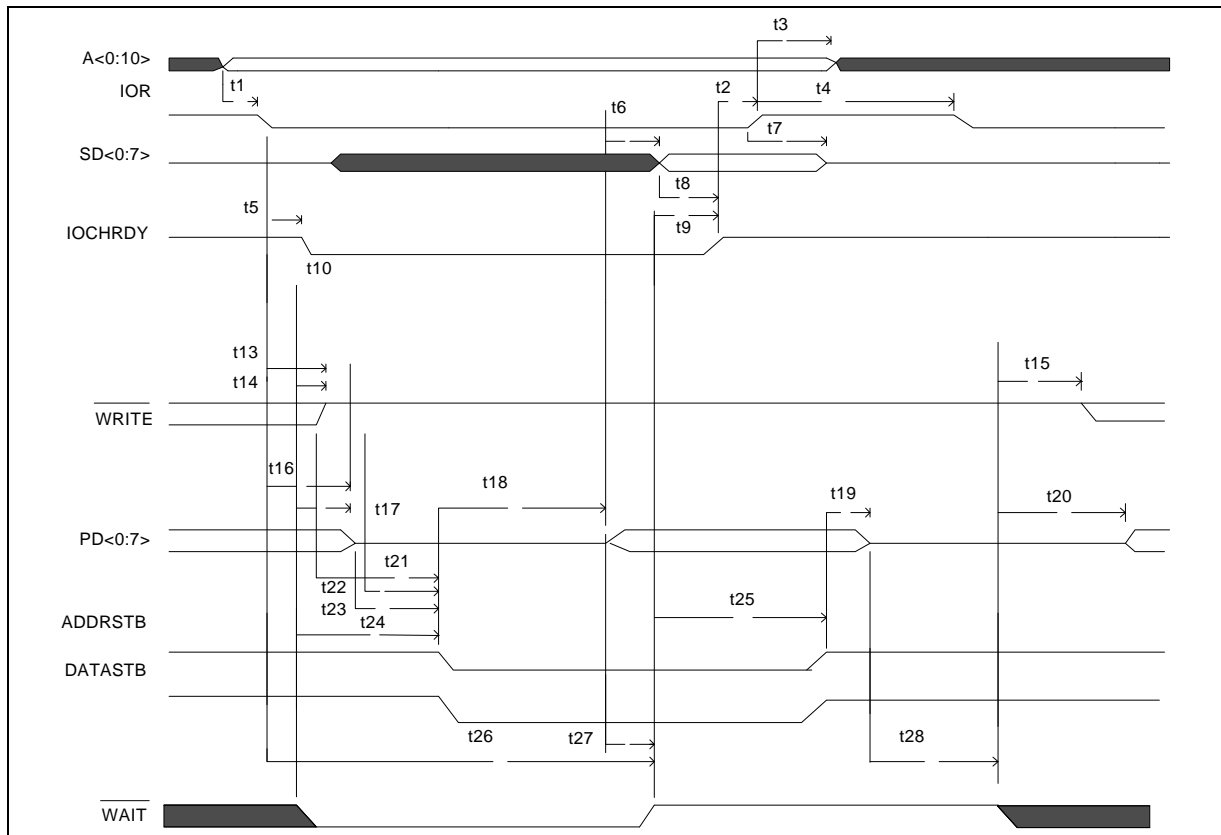 t3
A<0:10>
t1
t2
t4
IOR
t6
t7
SD<0:7>
t8
t5
t9
IOCHRDY
t10
t13
t15
t14
WRITE
t16
t18
t19
t17
t20
PD<0:7>
t21
t22
t23
t25
ADDRSTB
t24
DATASTB
t26
t27
t28
WAIT